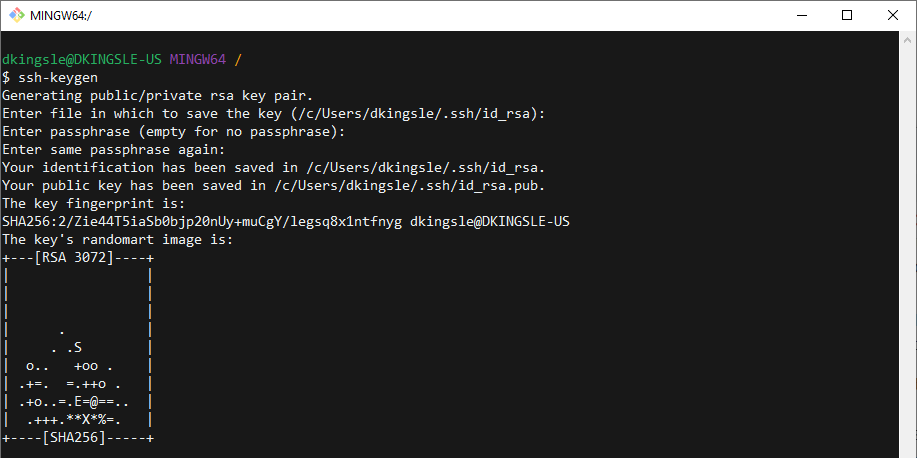 MINGW64:/
dkingsle@DKINGSLE-US MINGW64 /
$ ssh-keygen
Generating public/private rsa key pair.
Enter file in which to save the key (/c/Users/dkingsle/.ssh/id_rsa):
Enter passphrase (empty for no passphrase):
Enter same passphrase again:
Your identification has been saved in /c/Users/dkingsle/.ssh/id_rsa.
Your public key has been saved in /c/Users/dkingsle/.ssh/id_rsa.pub.
The key fingerprint is:
SHA256:2/Zie44T5iaSb0bjp20nUy+muCgY/legsq8x1ntfnyg dkingsle@DKINGSLE-US
The key's randomart image is:
+---[RSA 3072]----+
|                 |
|                 |
|                 |
|      .          |
|     . .S        |
|  o..   +oo .    |
| .+=.  =.++o .   |
| .+o..=.E=@==..  |
|  .+++.**X*%=.   |
+----[SHA256]-----+